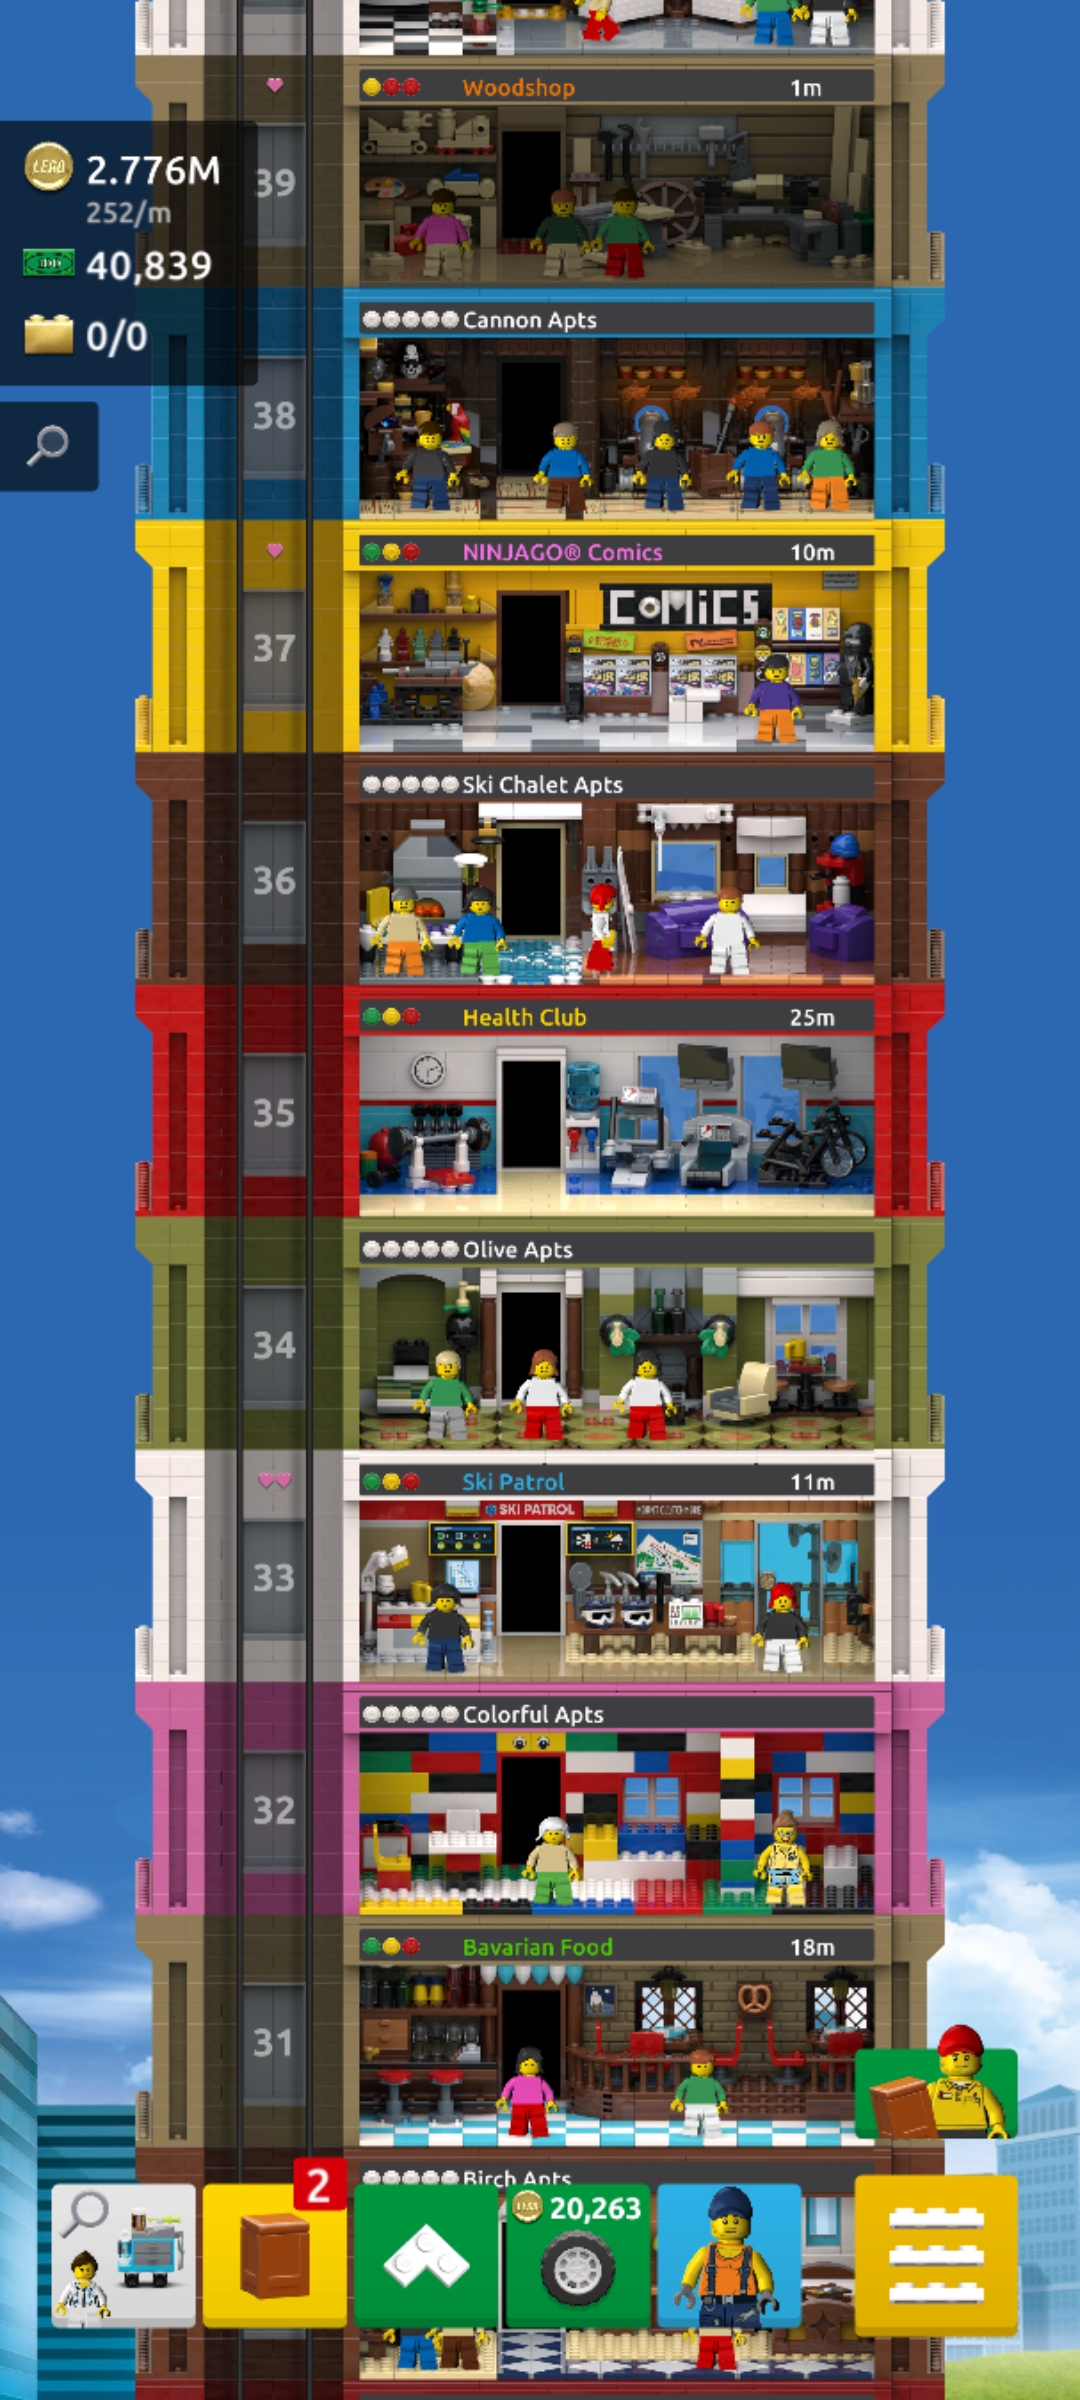 Woodshop 1m
39
LEGO 2.776M
252/m
40,839
0/0
Cannon Apts
38
NINJAGO® Comics 10m
COMiCS
37
Ski Chalet Apts
36
Health Club 25m
35
Olive Apts
34
Ski Patrol 11m
SKI PATROL
33
Colorful Apts
32
Bavarian Food 18m
31
Birch Apts
2
20,263